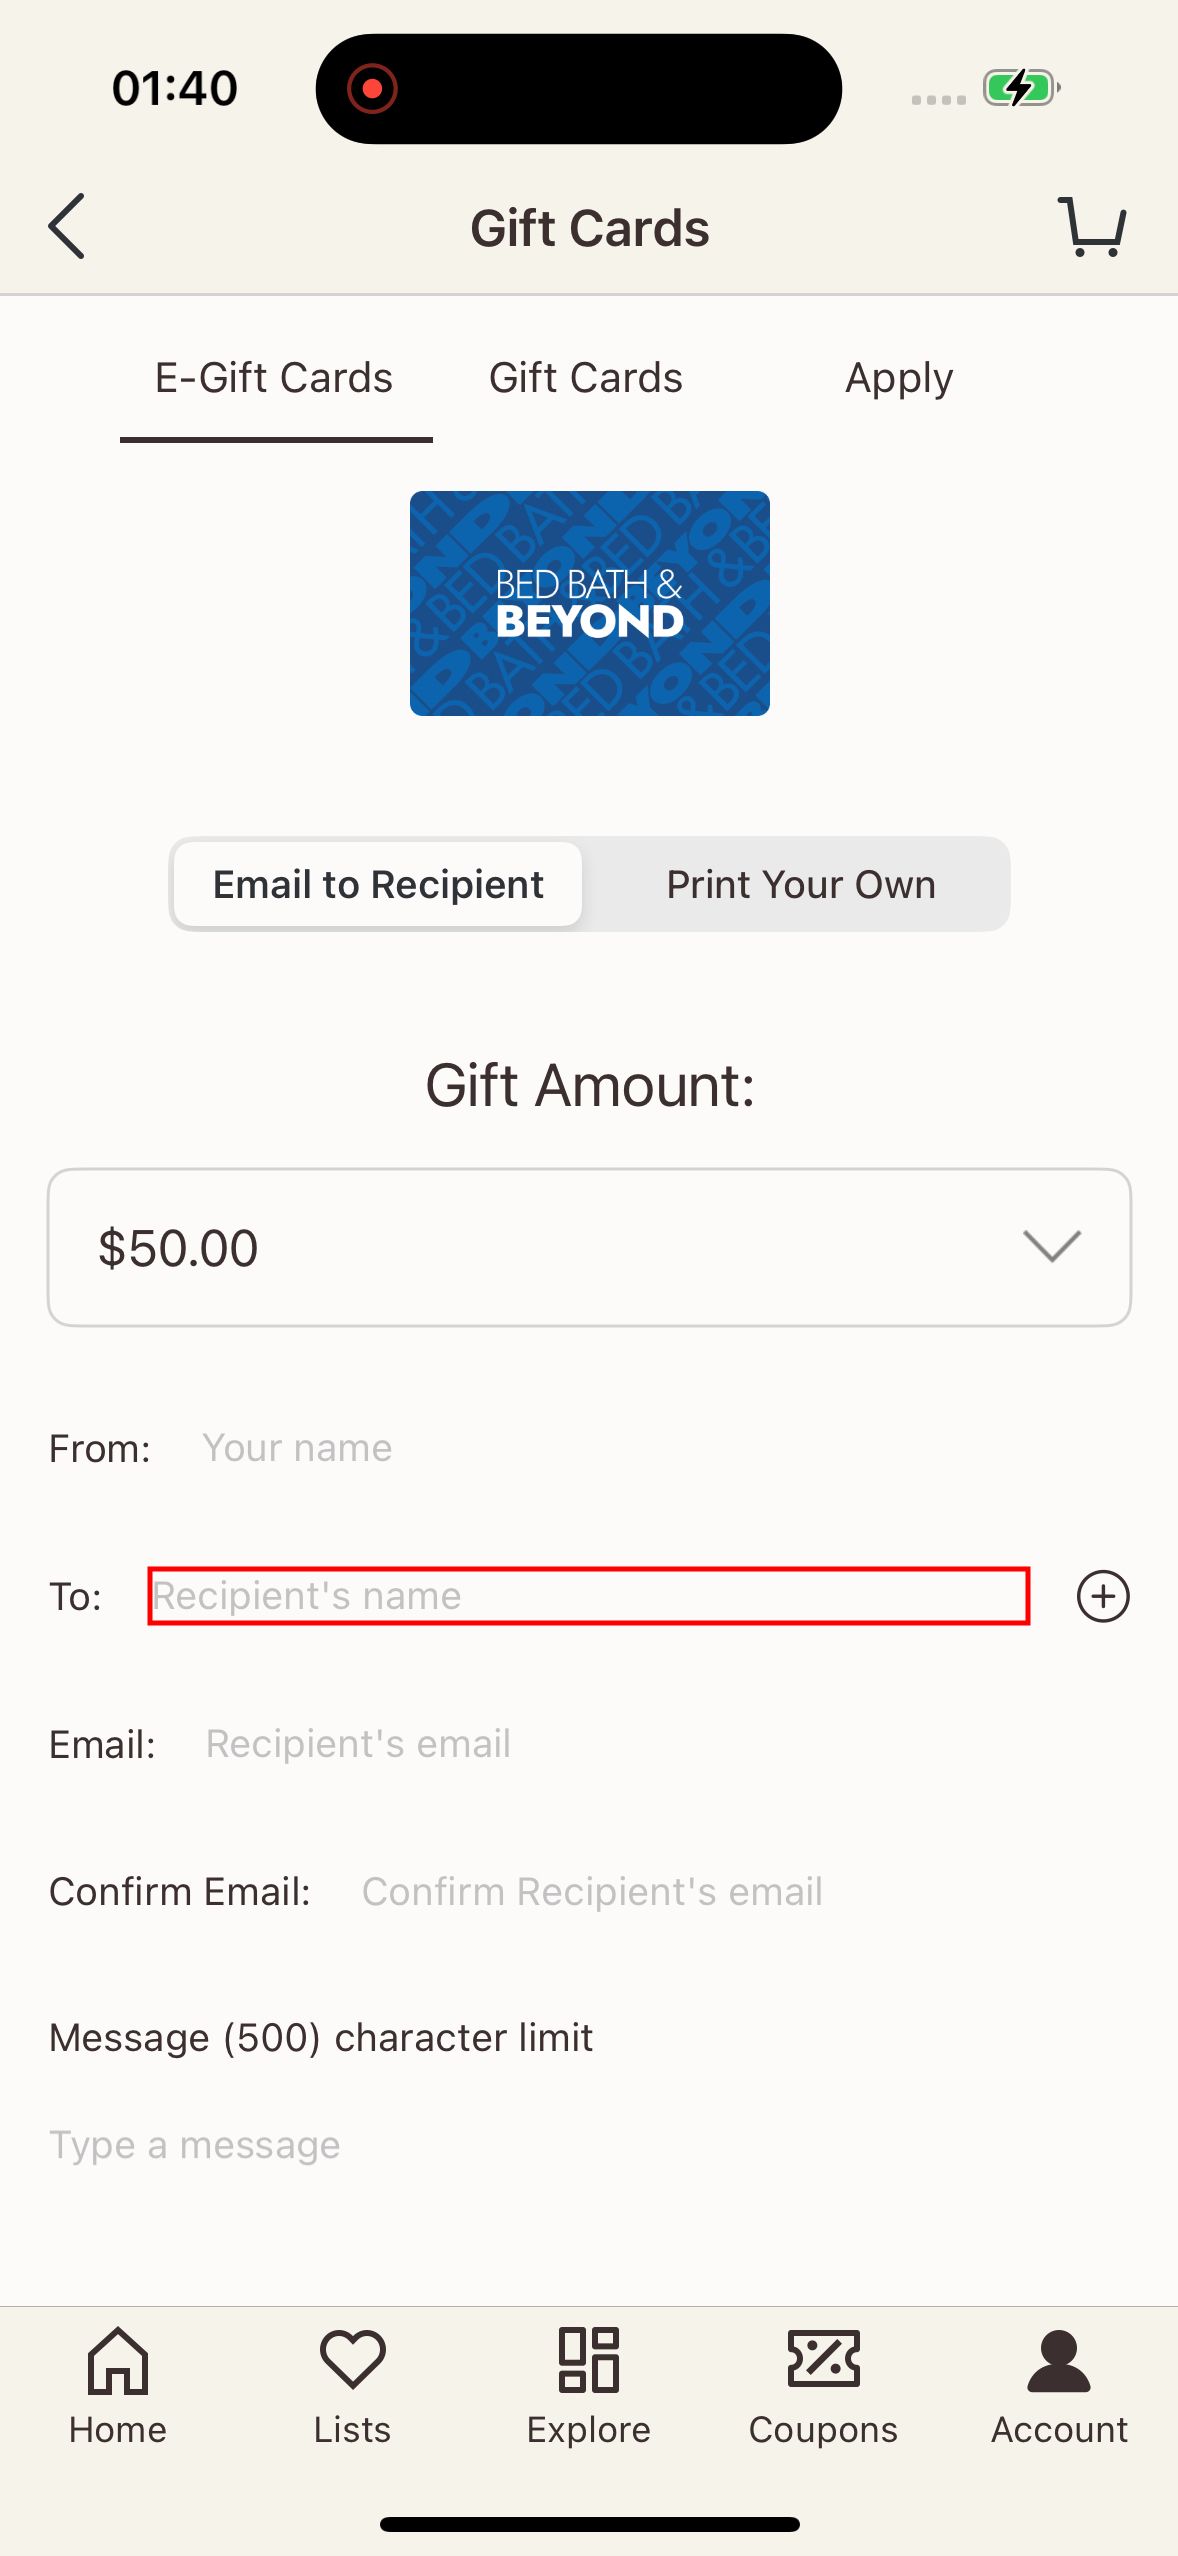 01:40
Gift Cards
E-Gift Cards
Gift Cards
Apply
BED BATH &
BEYOND
Email to Recipient
Print Your Own
Gift Amount:
$50.00
From:
Your name
To:
Recipient's name
Email:
Recipient's email
Confirm Email:
Confirm Recipient's email
Message (500) character limit
Type a message
Home
Lists
Explore
Coupons
Account